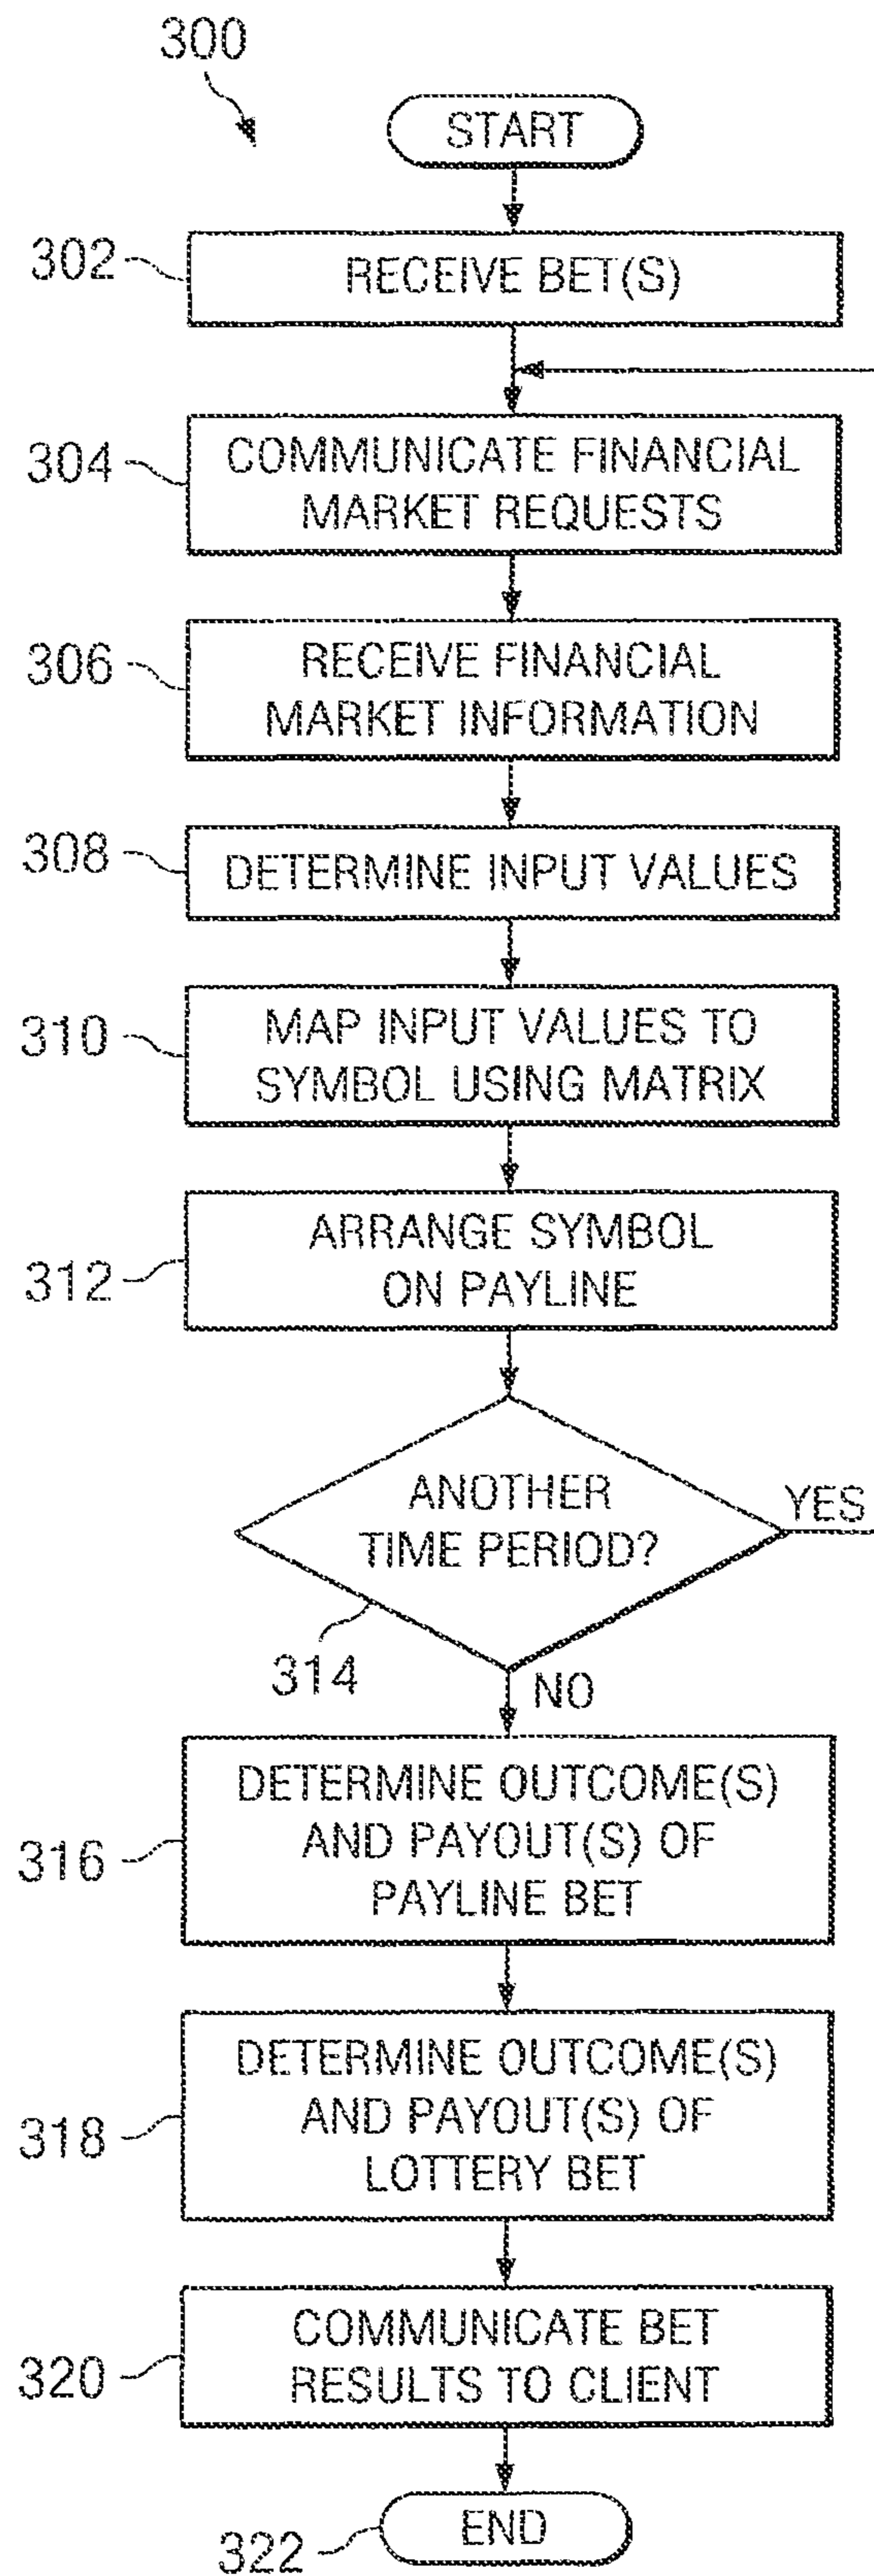 300
START
302
RECEIVE BET(S)
304
COMMUNICATE FINANCIAL
MARKET REQUESTS
306
RECEIVE FINANCIAL
MARKET INFORMATION
308
DETERMINE INPUT VALUES
310
MAP INPUT VALUES TO
SYMBOL USING MATRIX
312
ARRANGE SYMBOL
ON PAYLINE
ANOTHER
TIME PERIOD?
YES
314
NO
316
DETERMINE OUTCOME(S)
AND PAYOUT(S) OF
PAYLINE BET
318
DETERMINE OUTCOME(S)
AND PAYOUT(S) OF
LOTTERY BET
320
COMMUNICATE BET
RESULTS TO CLIENT
322
END